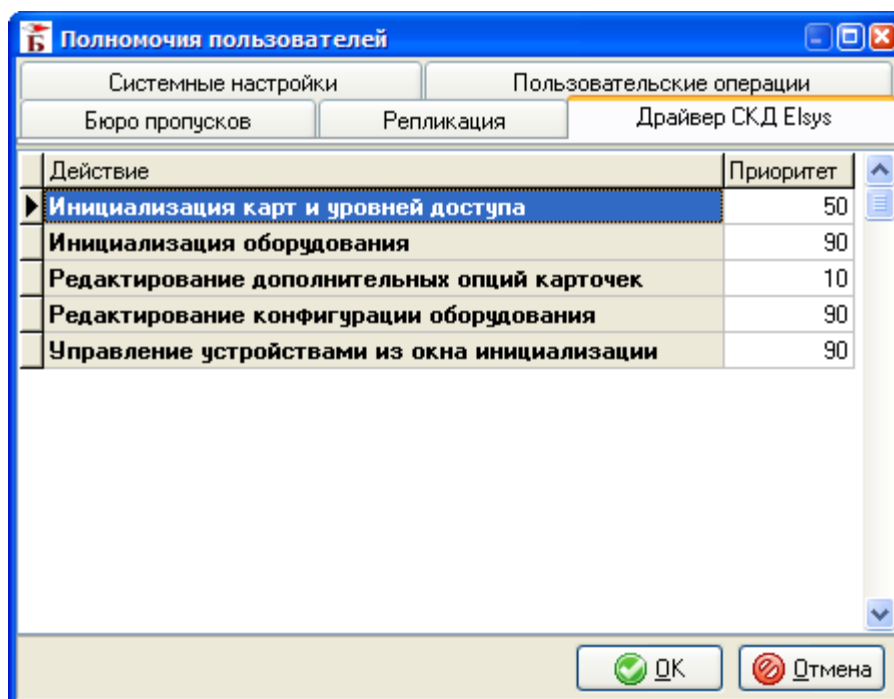 Б Полномочия пользователей
Системные настройки Пользовательские операции
Бюро пропусков Репликация Драйвер СКД Elsys
Действие Приоритет
Инициализация карт и уровней доступа 50
Инициализация оборудования 90
Редактирование дополнительных опций карточек 10
Редактирование конфигурации оборудования 90
Управление устройствами из окна инициализации 90
OK Отмена